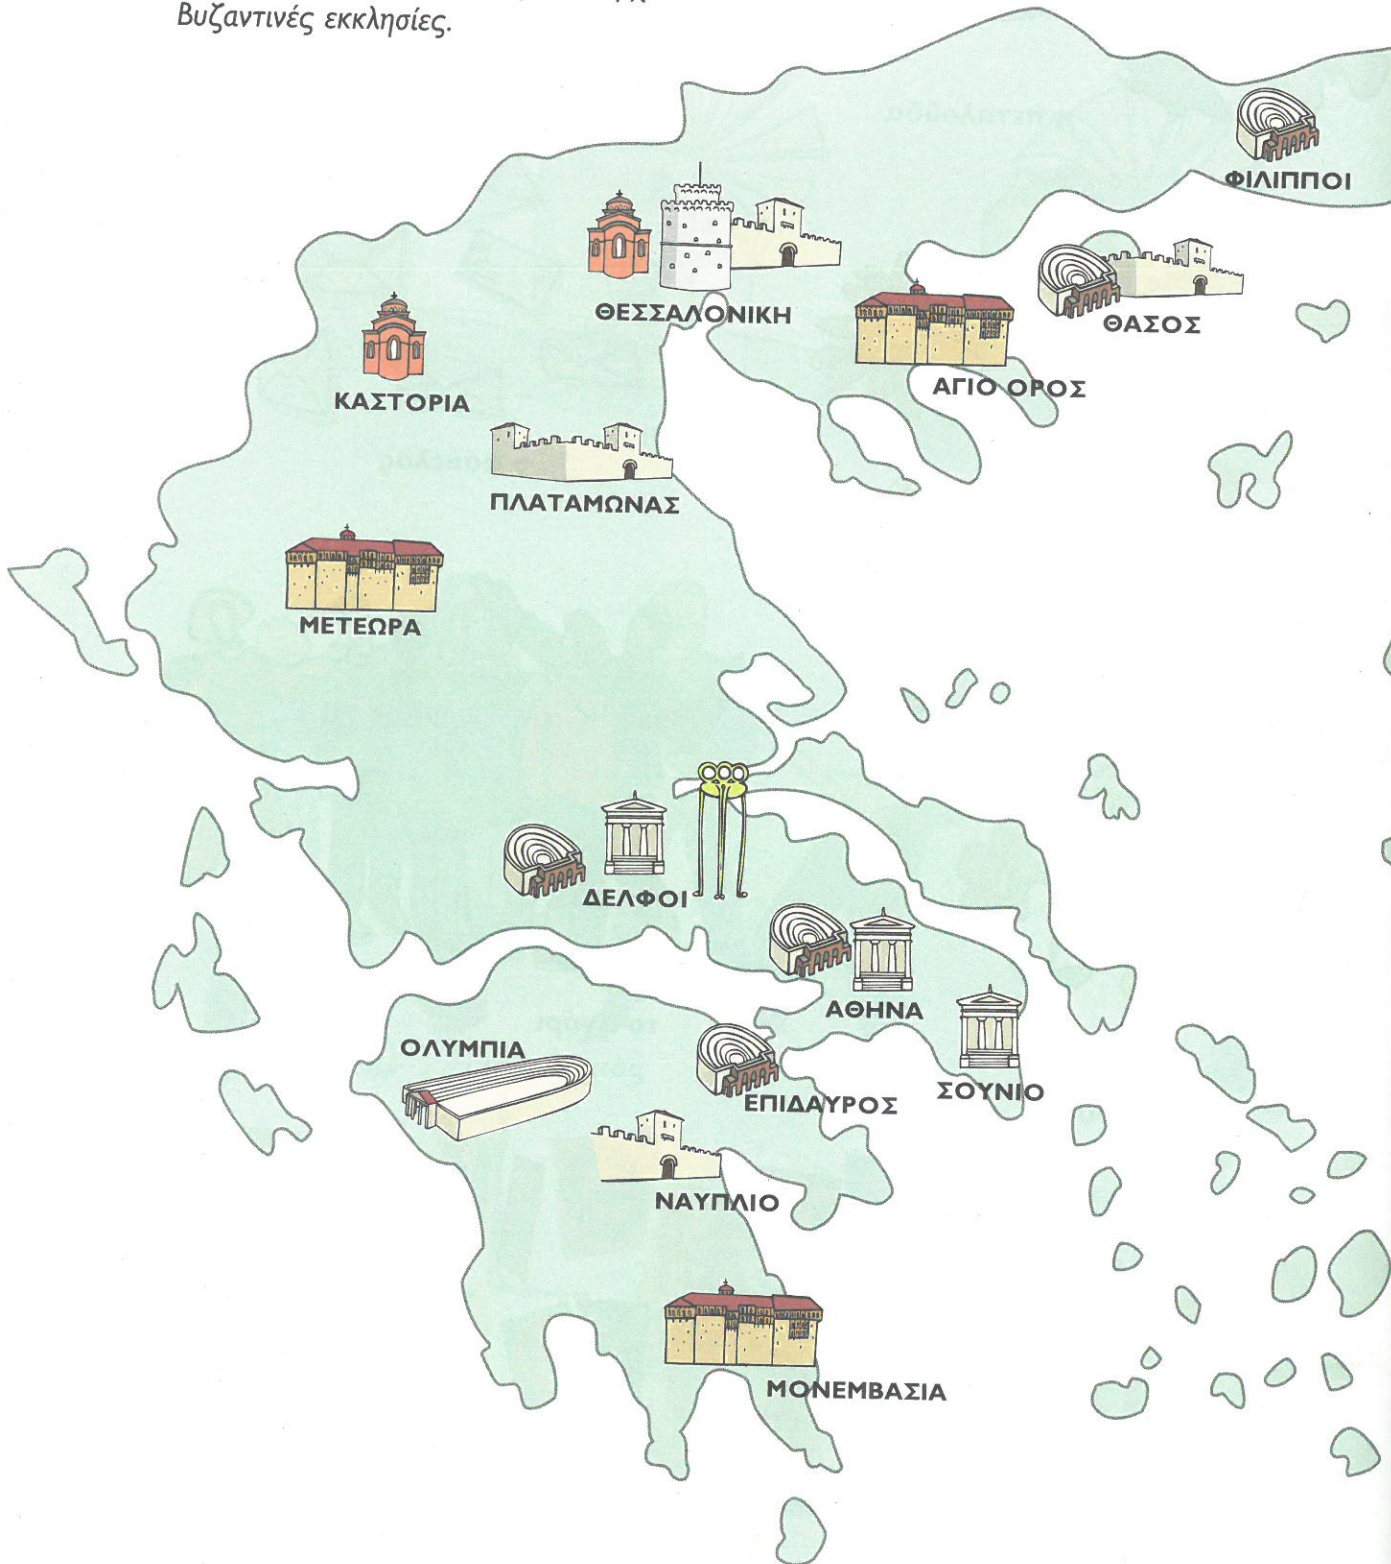 Βυζαντινές εκκλησίες.
ΦΙΛΙΠΠΟΙ
ΘΕΣΣΑΛΟΝΙΚΗ
ΘΑΣΟΣ
ΑΓΙΟ ΟΡΟΣ
ΚΑΣΤΟΡΙΑ
ΠΛΑΤΑΜΩΝΑΣ
ΜΕΤΕΩΡΑ
ΔΕΛΦΟΙ
ΑΘΗΝΑ
ΟΛΥΜΠΙΑ
ΣΟΥΝΙΟ
ΕΠΙΔΑΥΡΟΣ
ΝΑΥΠΛΙΟ
ΜΟΝΕΜΒΑΣΙΑ